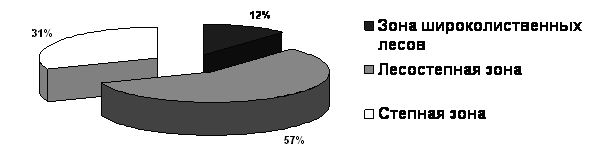 31%
12%
57%
Зона широколиственных
лесов
Лесостепная зона
Степная зона